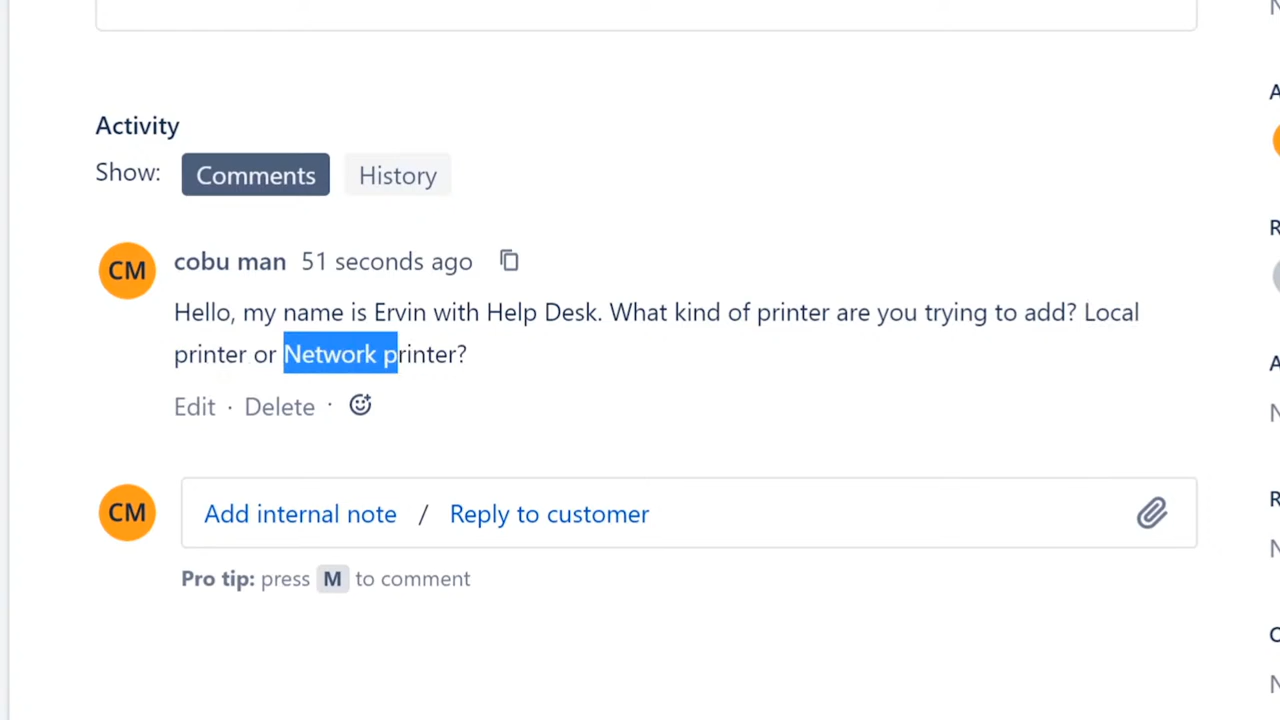 Activity
Show: Comments History
CM cobu man 51 seconds ago
Hello, my name is Ervin with Help Desk. What kind of printer are you trying to add? Local
printer or Network printer?
Edit · Delete ·
CM Add internal note / Reply to customer
Pro tip: press M to comment